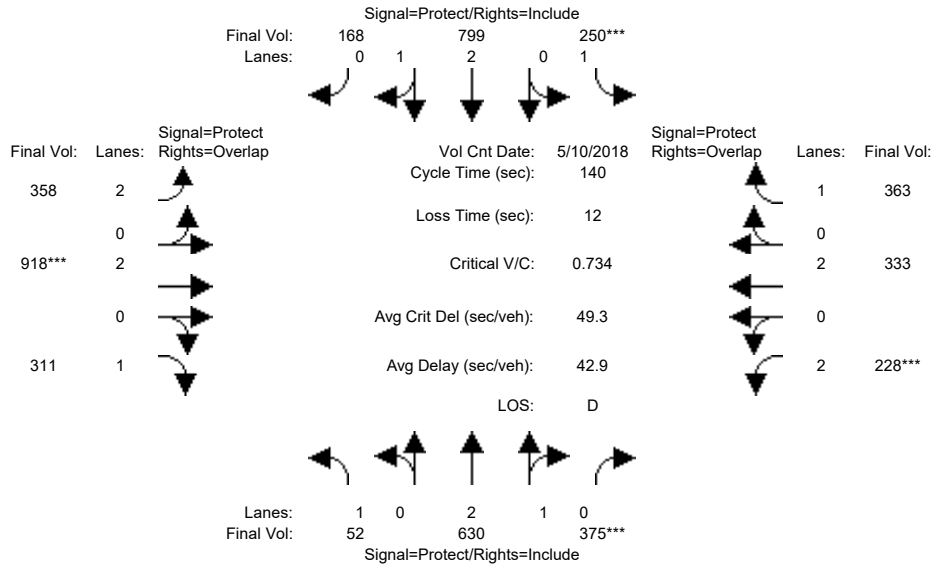 Signal=Protect/Rights=Include
Final Vol: 168 799 250***
Lanes: 0 1 2 0 1
Signal=Protect Signal=Protect
Final Vol: Lanes: Rights=Overlap Vol Cnt Date: 5/10/2018 Rights=Overlap Lanes: Final Vol:
Cycle Time (sec): 140
358 2 1 363
Loss Time (sec): 12
0 0
918*** 2 Critical V/C: 0.734 2 333
0 Avg Crit Del (sec/veh): 49.3 0
311 1 Avg Delay (sec/veh): 42.9 2 228***
LOS: D
Lanes: 1 0 2 1 0
Final Vol: 52 630 375***
Signal=Protect/Rights=Include